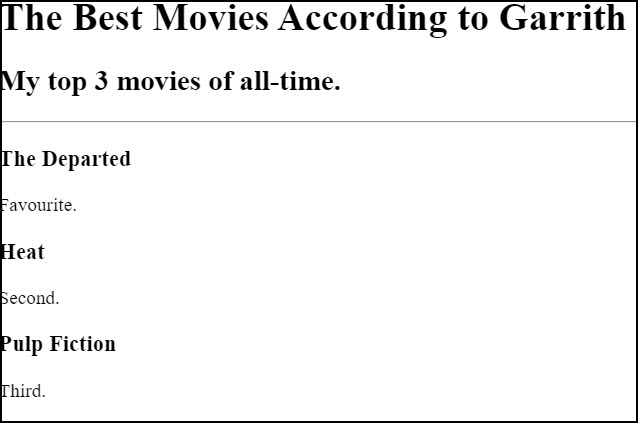 The Best Movies According to Garrith
My top 3 movies of all-time.
The Departed
Favourite.
Heat
Second.
Pulp Fiction
Third.